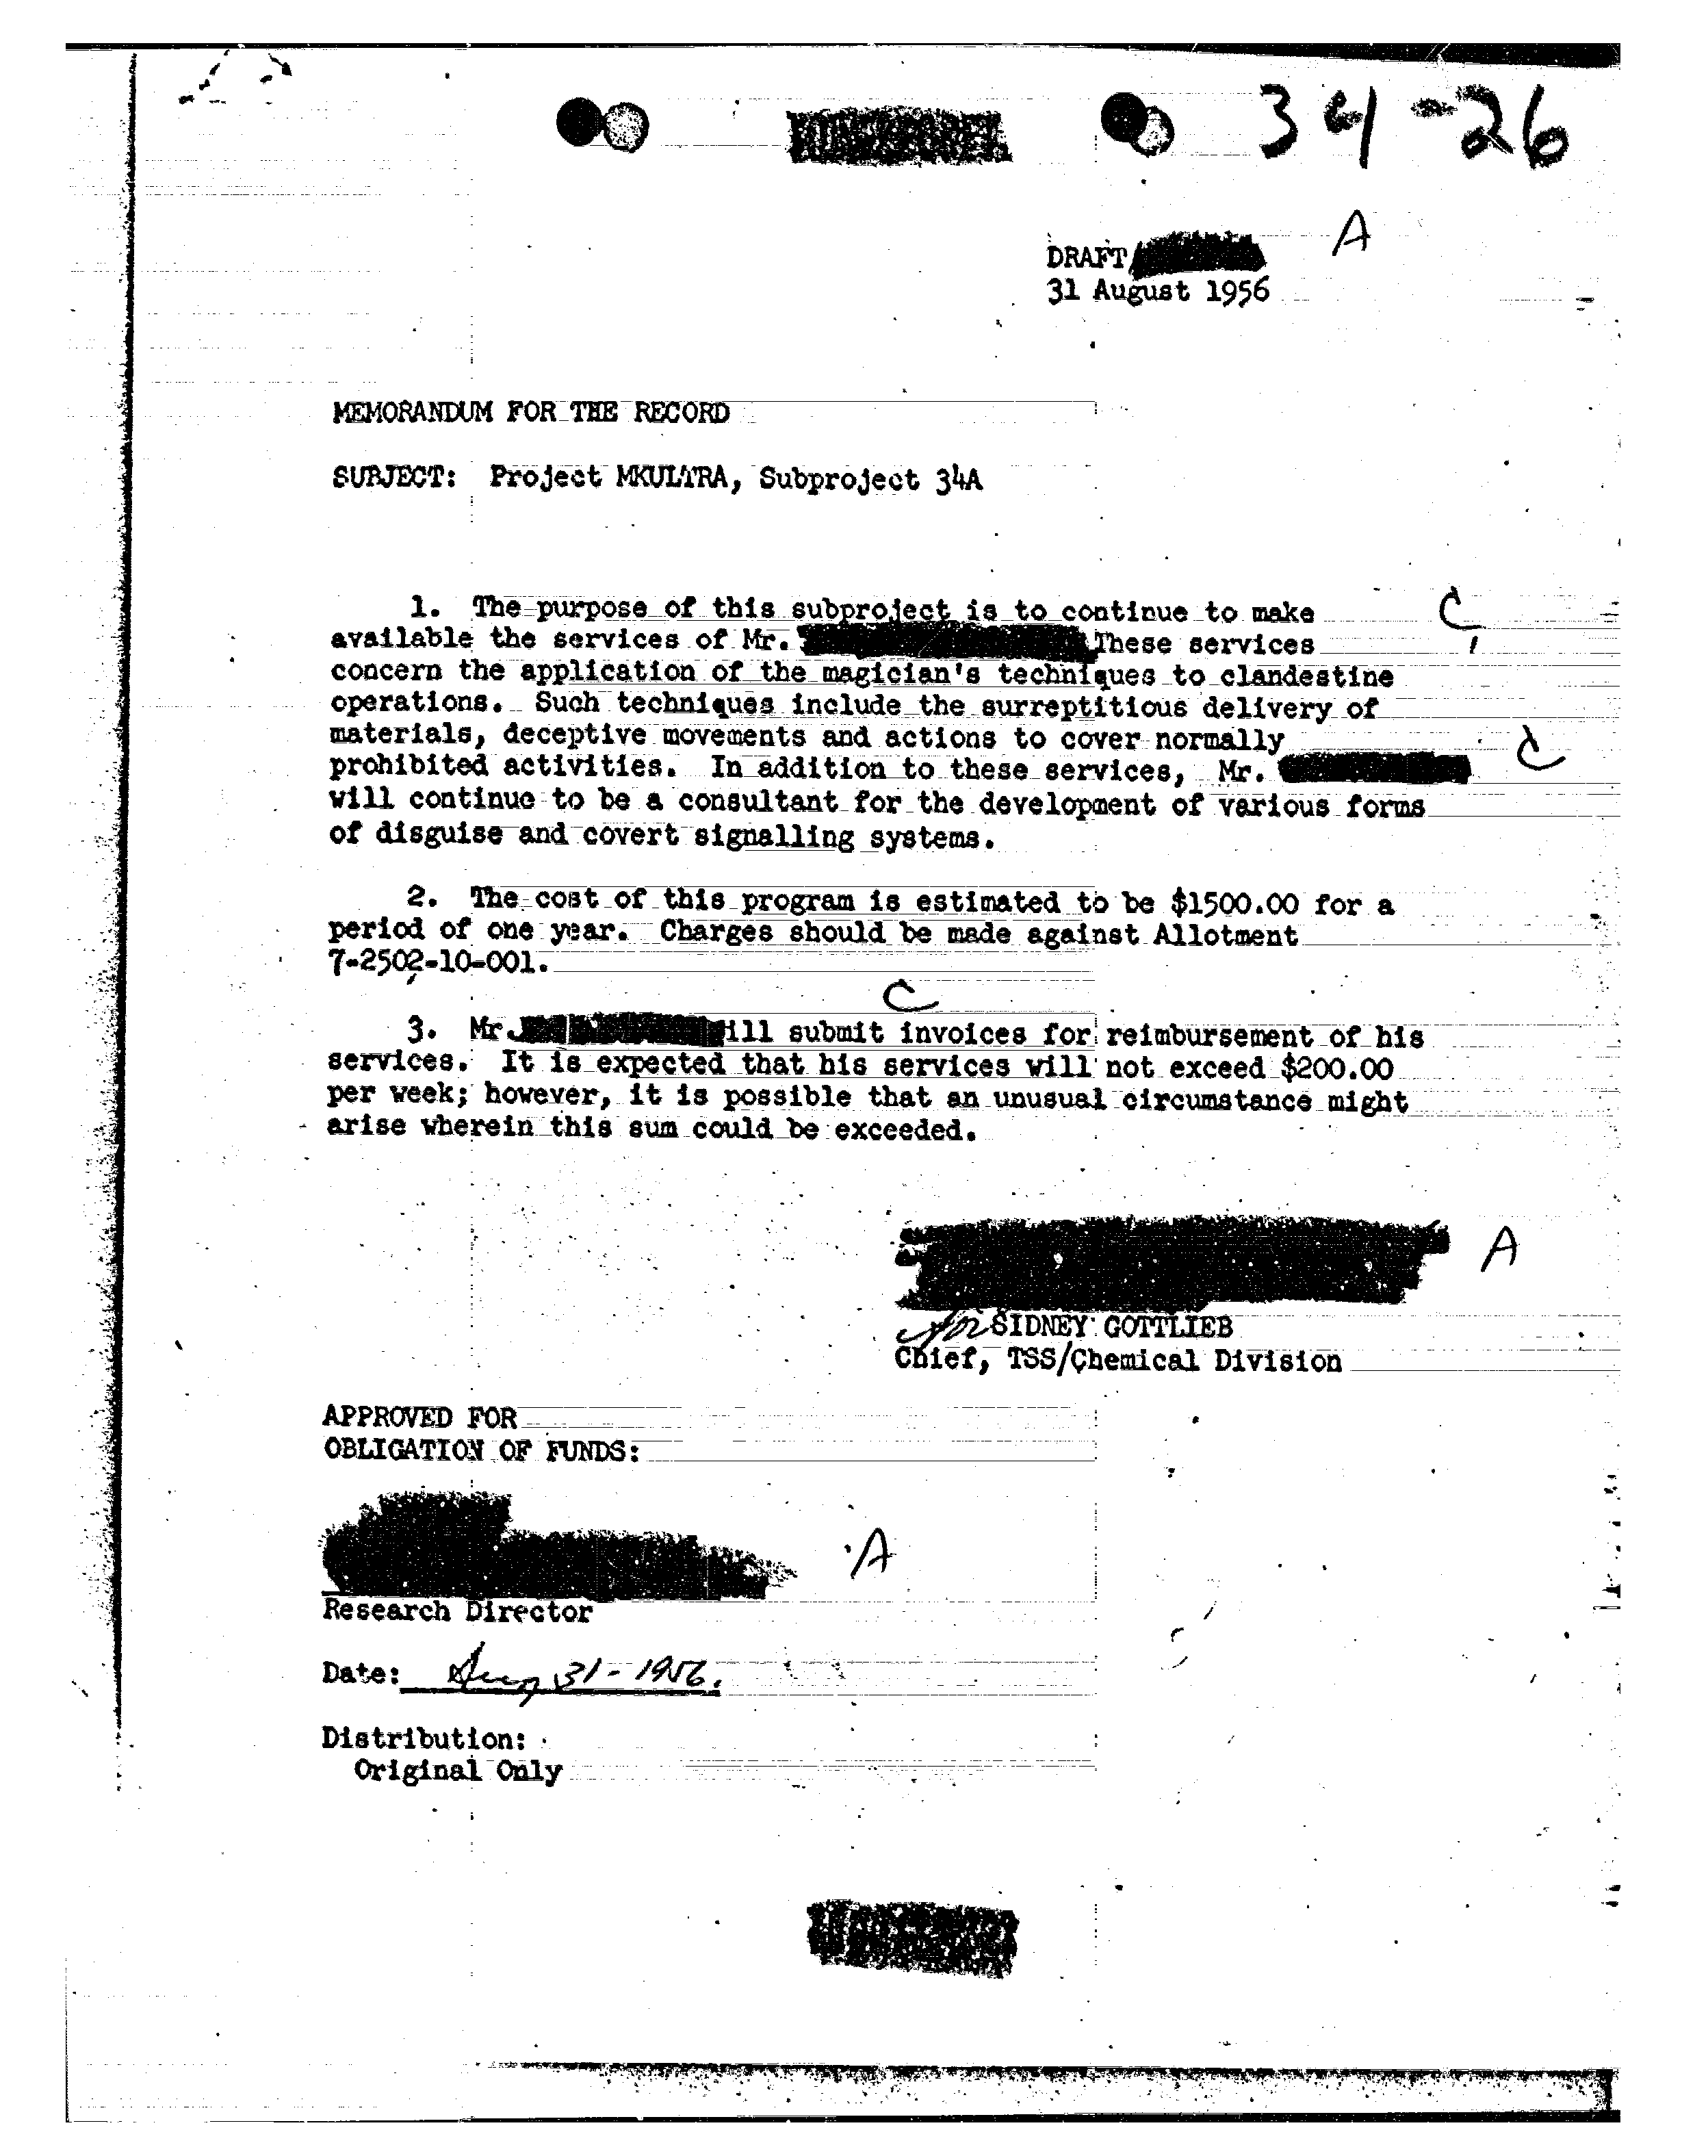 34-26
A
DRAFT
31 August 1956
MEMORANDUM FOR THE RECORD
SUBJECT: Project MKULTRA, Subproject 34A
1. The purpose of this subproject is to continue to make
C
available the services of Mr. These services
concern the application of the magician's techniques to clandestine
operations. Such techniques include the surreptitious delivery of
materials, deceptive movements and actions to cover normally
C
prohibited activities. In addition to these services, Mr.
will continue to be a consultant for the development of various forms
of disguise and covert signalling systems.
2. The cost of this program is estimated to be $1500.00 for a
period of one year. Charges should be made against Allotment
7-2502-10-001.
C
3. Mr. ill submit invoices for reimbursement of his
services. It is expected that his services will not exceed $200.00
per week; however, it is possible that an unusual circumstance might
arise wherein this sum could be exceeded.
A
for SIDNEY GOTTLIEB
Chief, TSS/Chemical Division
APPROVED FOR
OBLIGATION OF FUNDS:
A
Research Director
Date: Aug 31-1956.
Distribution:
Original Only